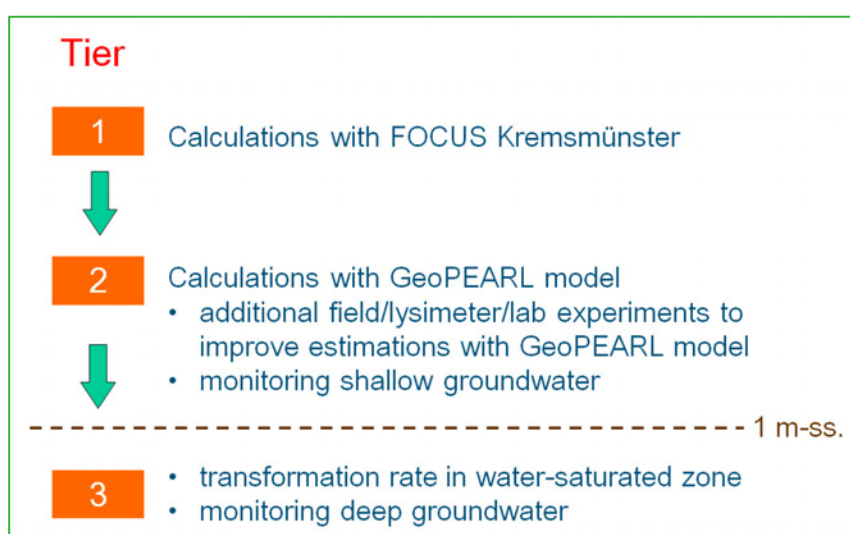 Tier
1 Calculations with FOCUS Kremsmünster
2 Calculations with GeoPEARL model
• additional field/lysimeter/lab experiments to
improve estimations with GeoPEARL model
• monitoring shallow groundwater
1 m-ss.
3 • transformation rate in water-saturated zone
• monitoring deep groundwater